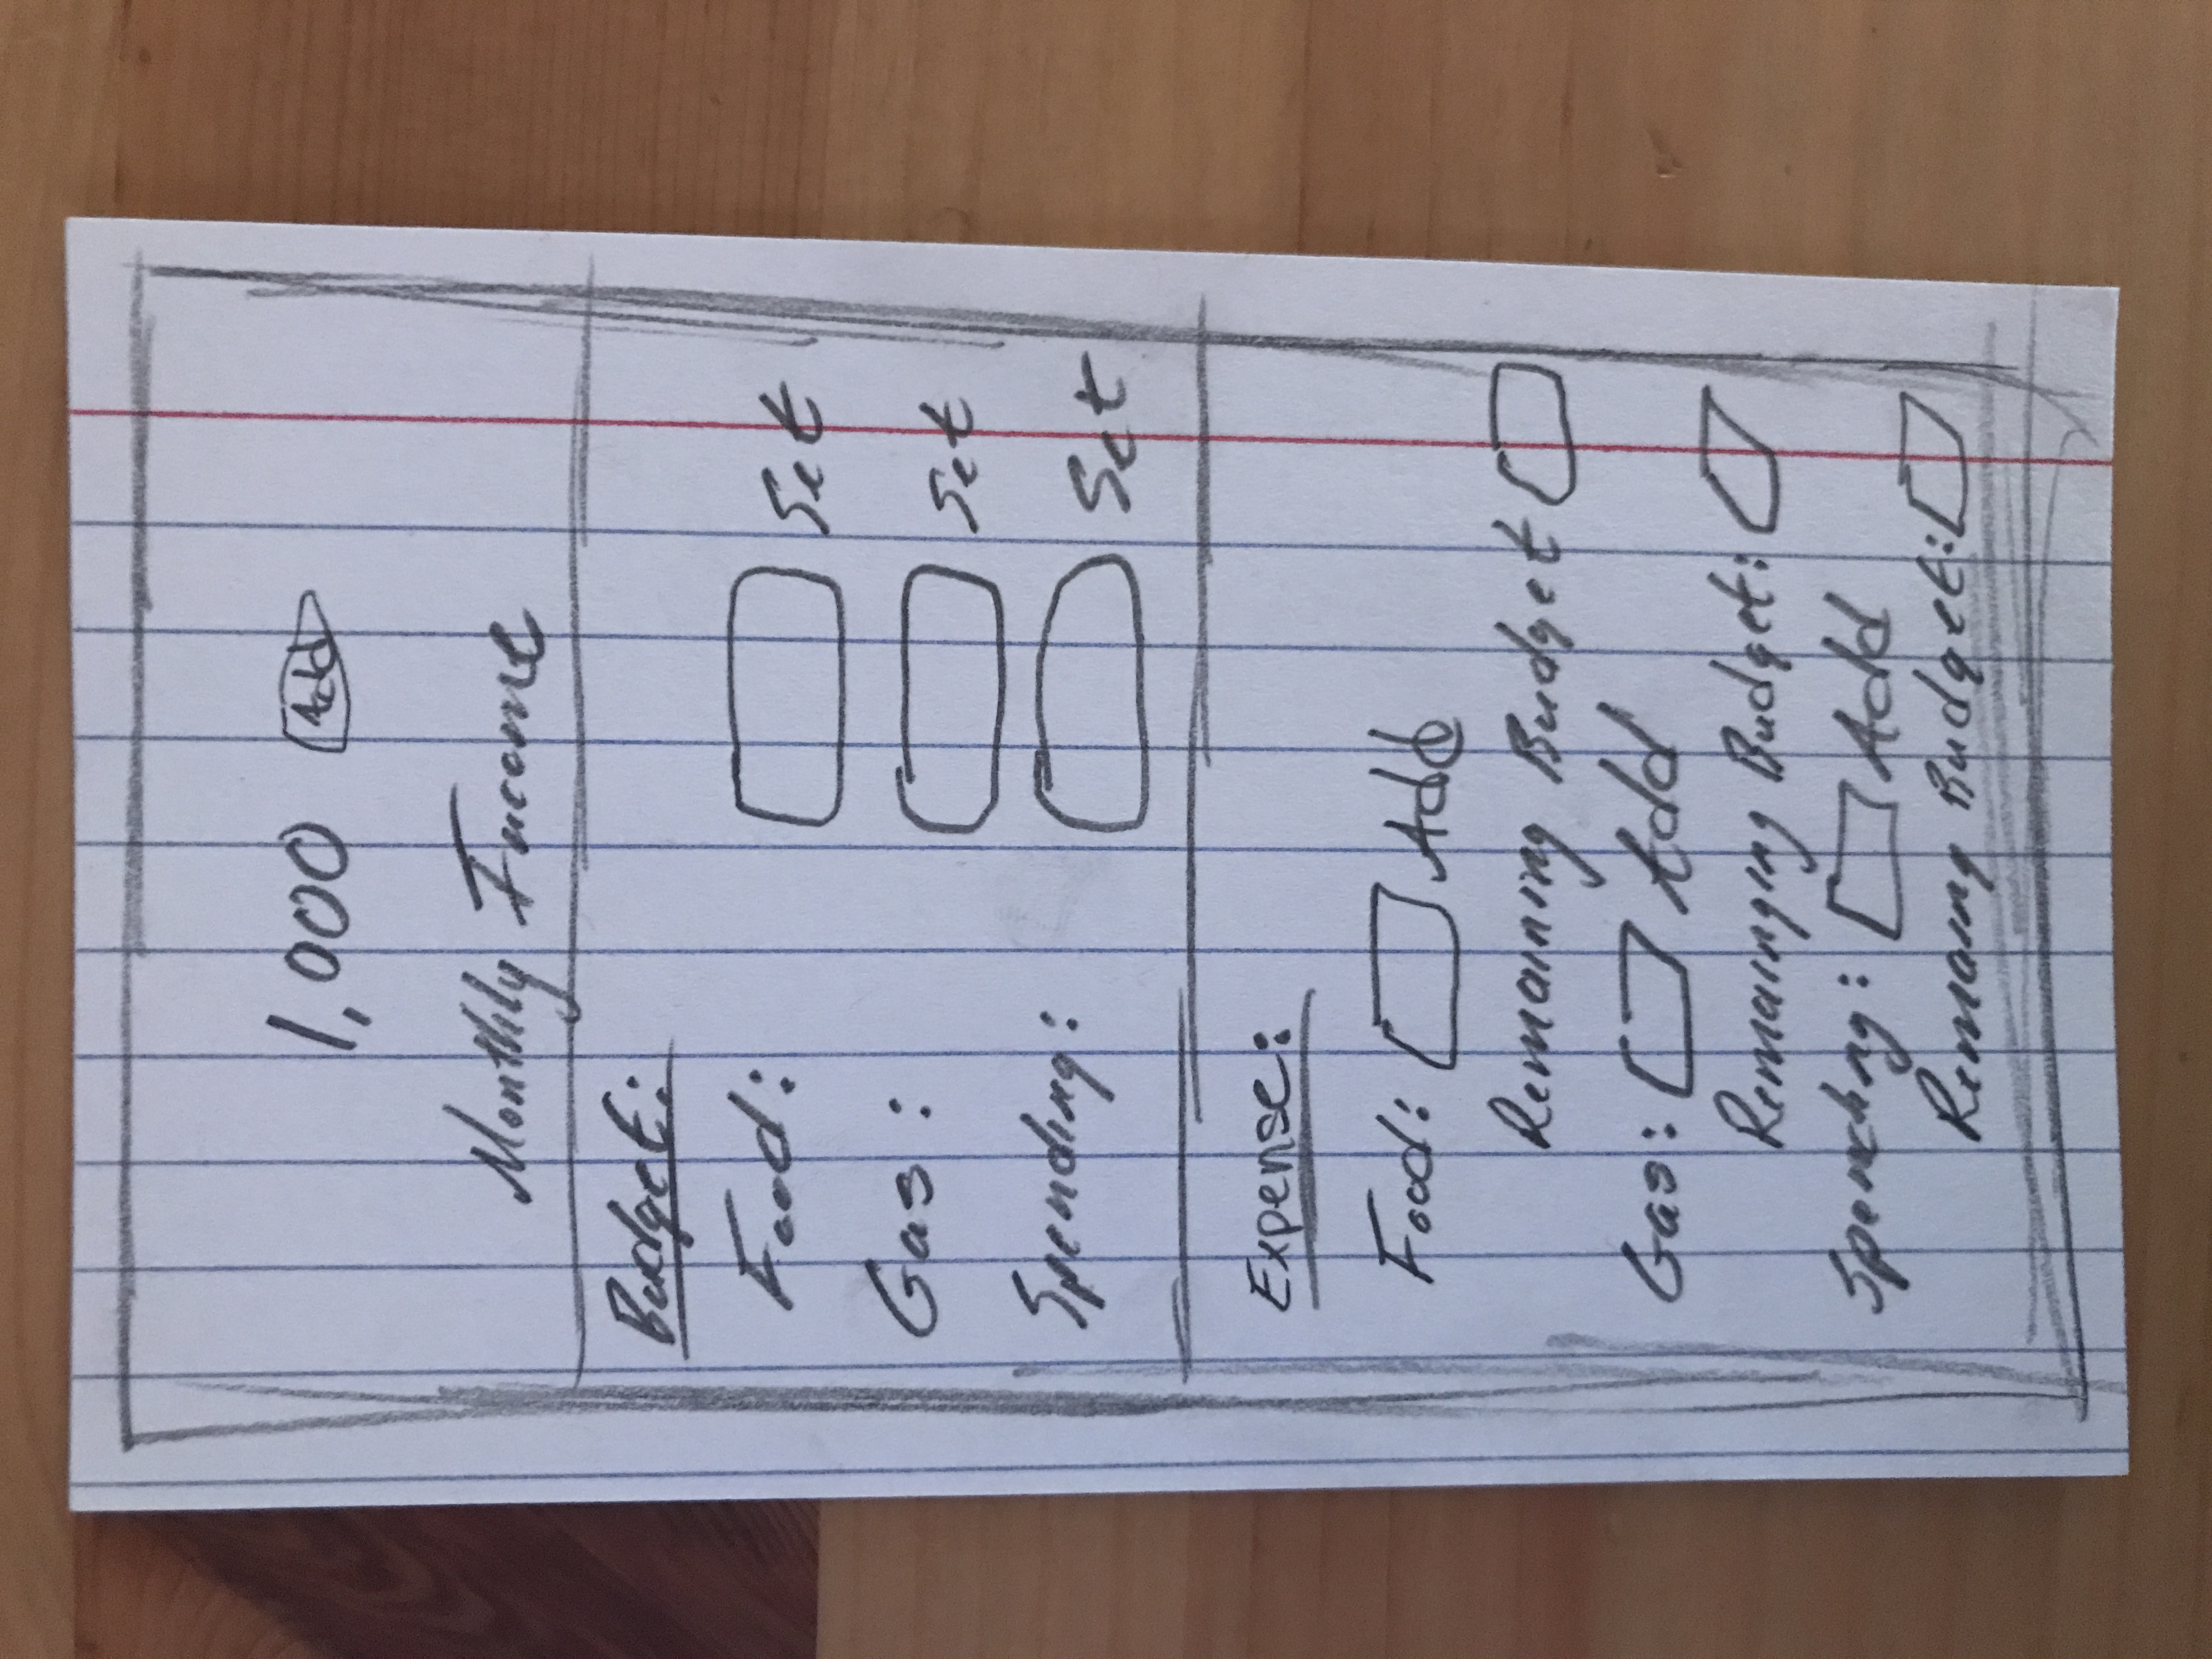 1,000 Add
Monthly Income
Budget:
Food: Set
Gas: Set
Spending: Set
Expense:
Food: Add
Remaining Budget
Gas: Add
Remainging Budget:
Spending: Add
Remaing Budget: